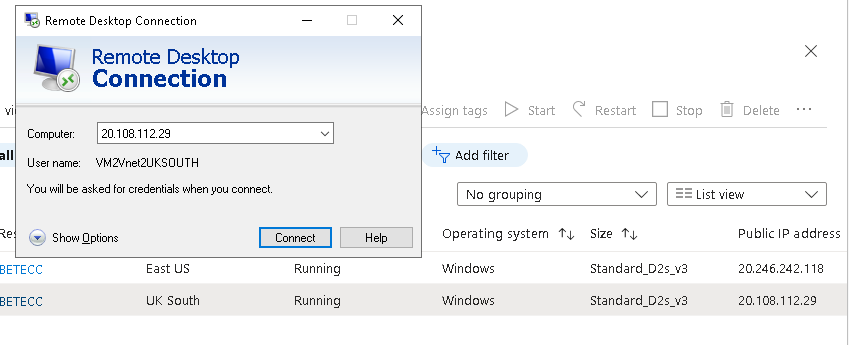 Remote Desktop Connection
Remote Desktop
Connection
Computer:
20.108.112.29
User name:
VM2Vnet2UKSOUTH
You will be asked for credentials when you connect.
Show Options
Connect
Help
Assign tags
Start
Restart
Stop
Delete
Add filter
No grouping
List view
Operating system
Size
Public IP address
BETECC
East US
Running
Windows
Standard_D2s_v3
20.246.242.118
BETECC
UK South
Running
Windows
Standard_D2s_v3
20.108.112.29